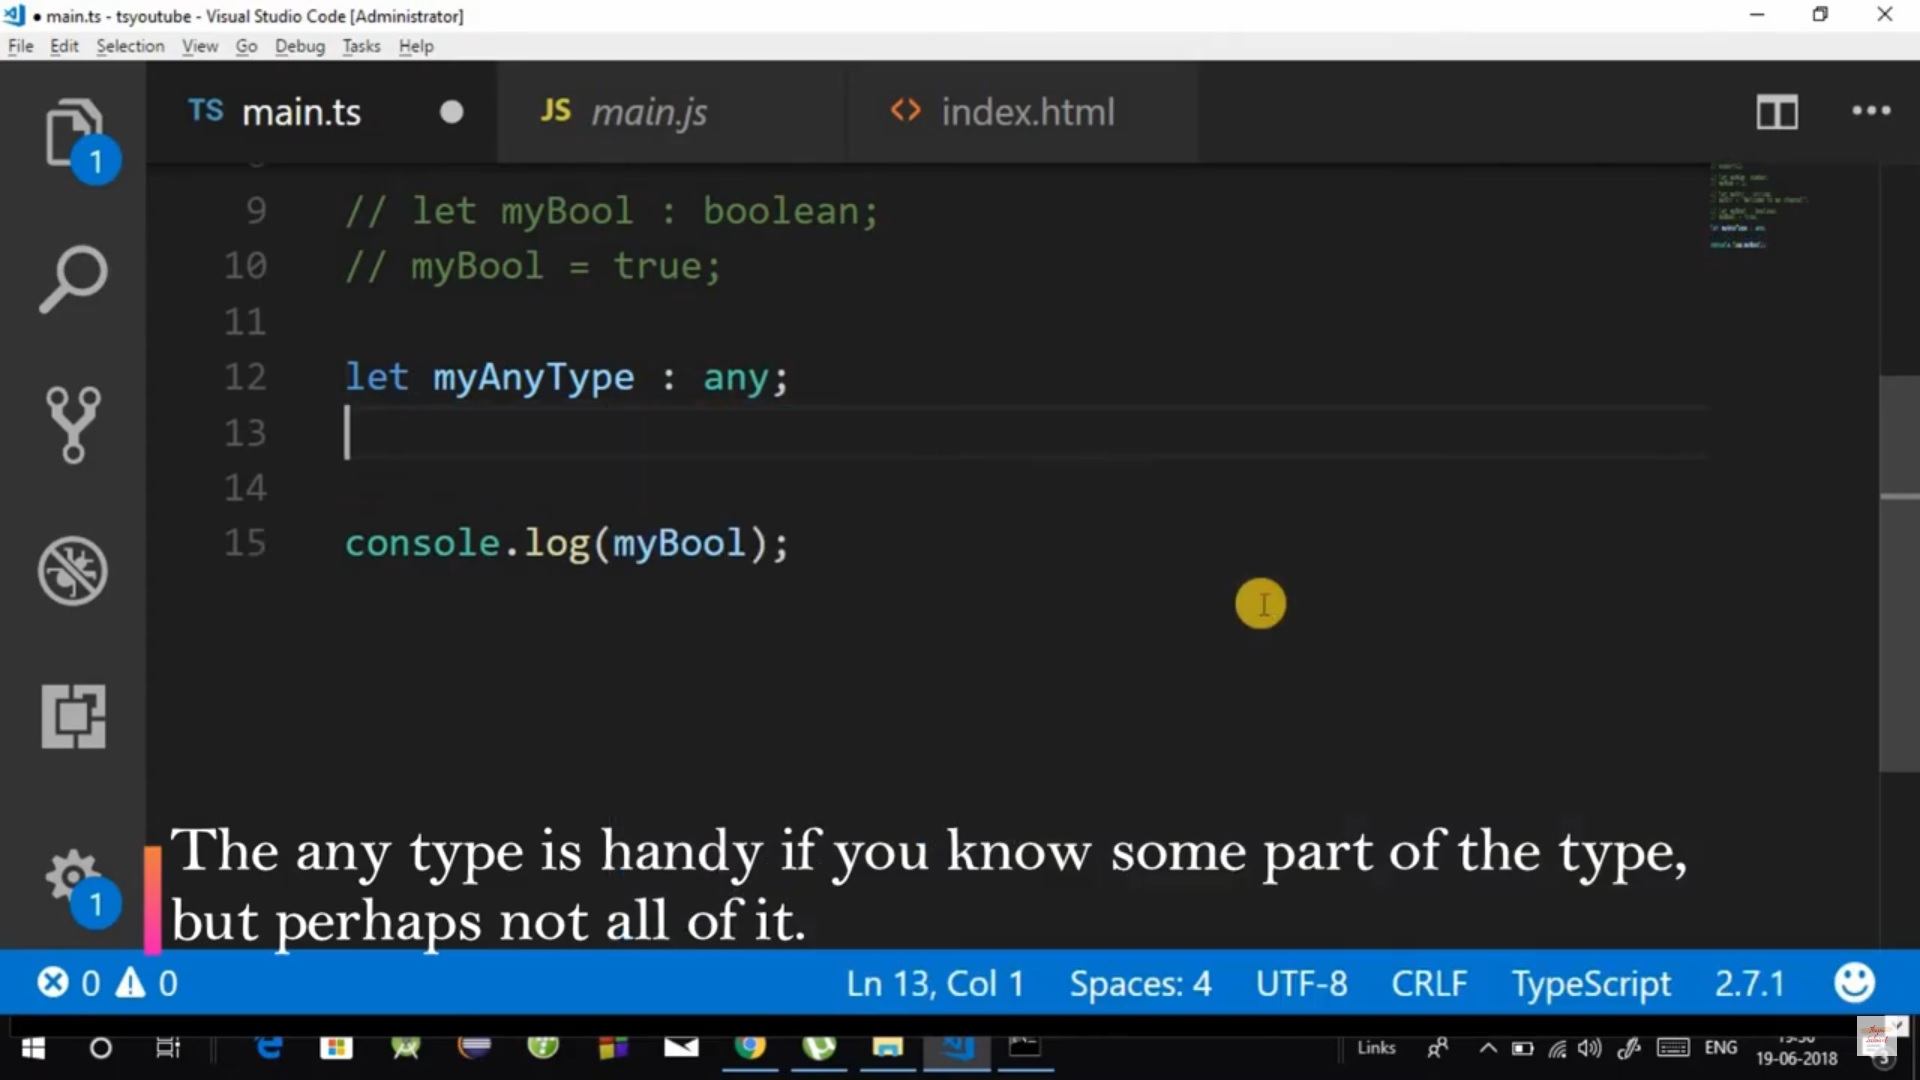 main.ts - tsyoutube - Visual Studio Code [Administrator]
File Edit Selection View Go Debug Tasks Help
TS main.ts JS main.js <> index.html
1
9 // let myBool : boolean;
10 // myBool = true;
11
12 let myAnyType : any;
13
14
15 console.log(myBool);
1
The any type is handy if you know some part of the type,
but perhaps not all of it.
0 0 Ln 13, Col 1 Spaces: 4 UTF-8 CRLF TypeScript 2.7.1
Links ENG
19-06-2018 3